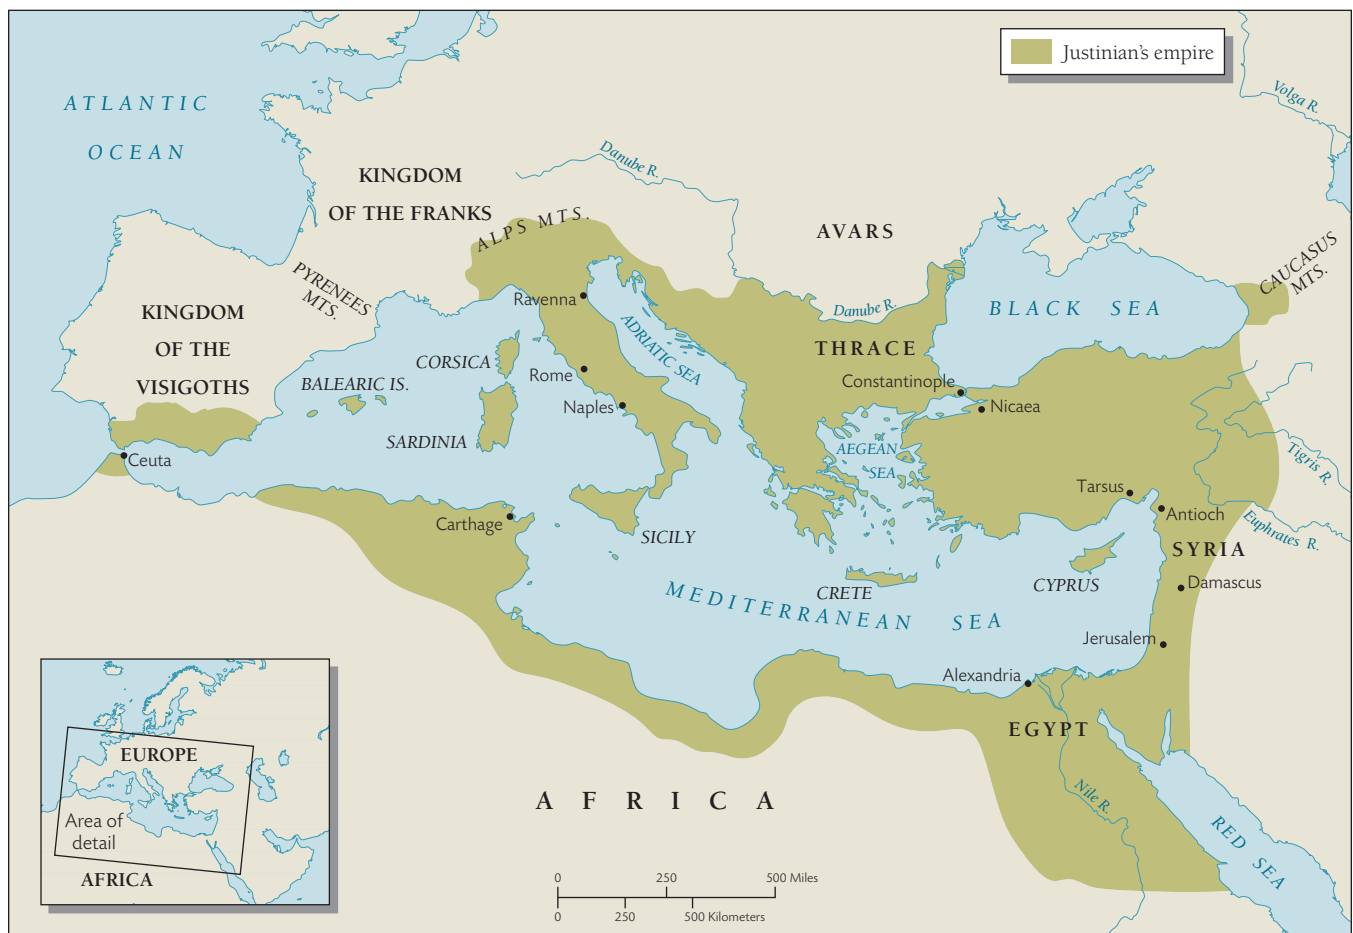 Justinian's empire
ATLANTIC
OCEAN
Volga R.
Danube R.
KINGDOM
OF THE FRANKS
ALPS MTS.
AVARS
CAUCASUS
MTS.
PYRENEES
MTS.
KINGDOM
OF THE
VISIGOTHS
Ravenna
Danube R.
BLACK SEA
ADRIATIC SEA
THRACE
CORSICA
Rome
BALEARIC IS.
Constantinople
Naples
Nicaea
SARDINIA
AEGEAN
SEA
Ceuta
Tigris R.
Tarsus
Carthage
Antioch
Euphrates R.
SICILY
SYRIA
CRETE
CYPRUS
Damascus
MEDITERRANEAN SEA
Jerusalem
Alexandria
EGYPT
Nile R.
RED SEA
AFRICA
EUROPE
Area of
detail
AFRICA
0 250 500 Miles
0 250 500 Kilometers